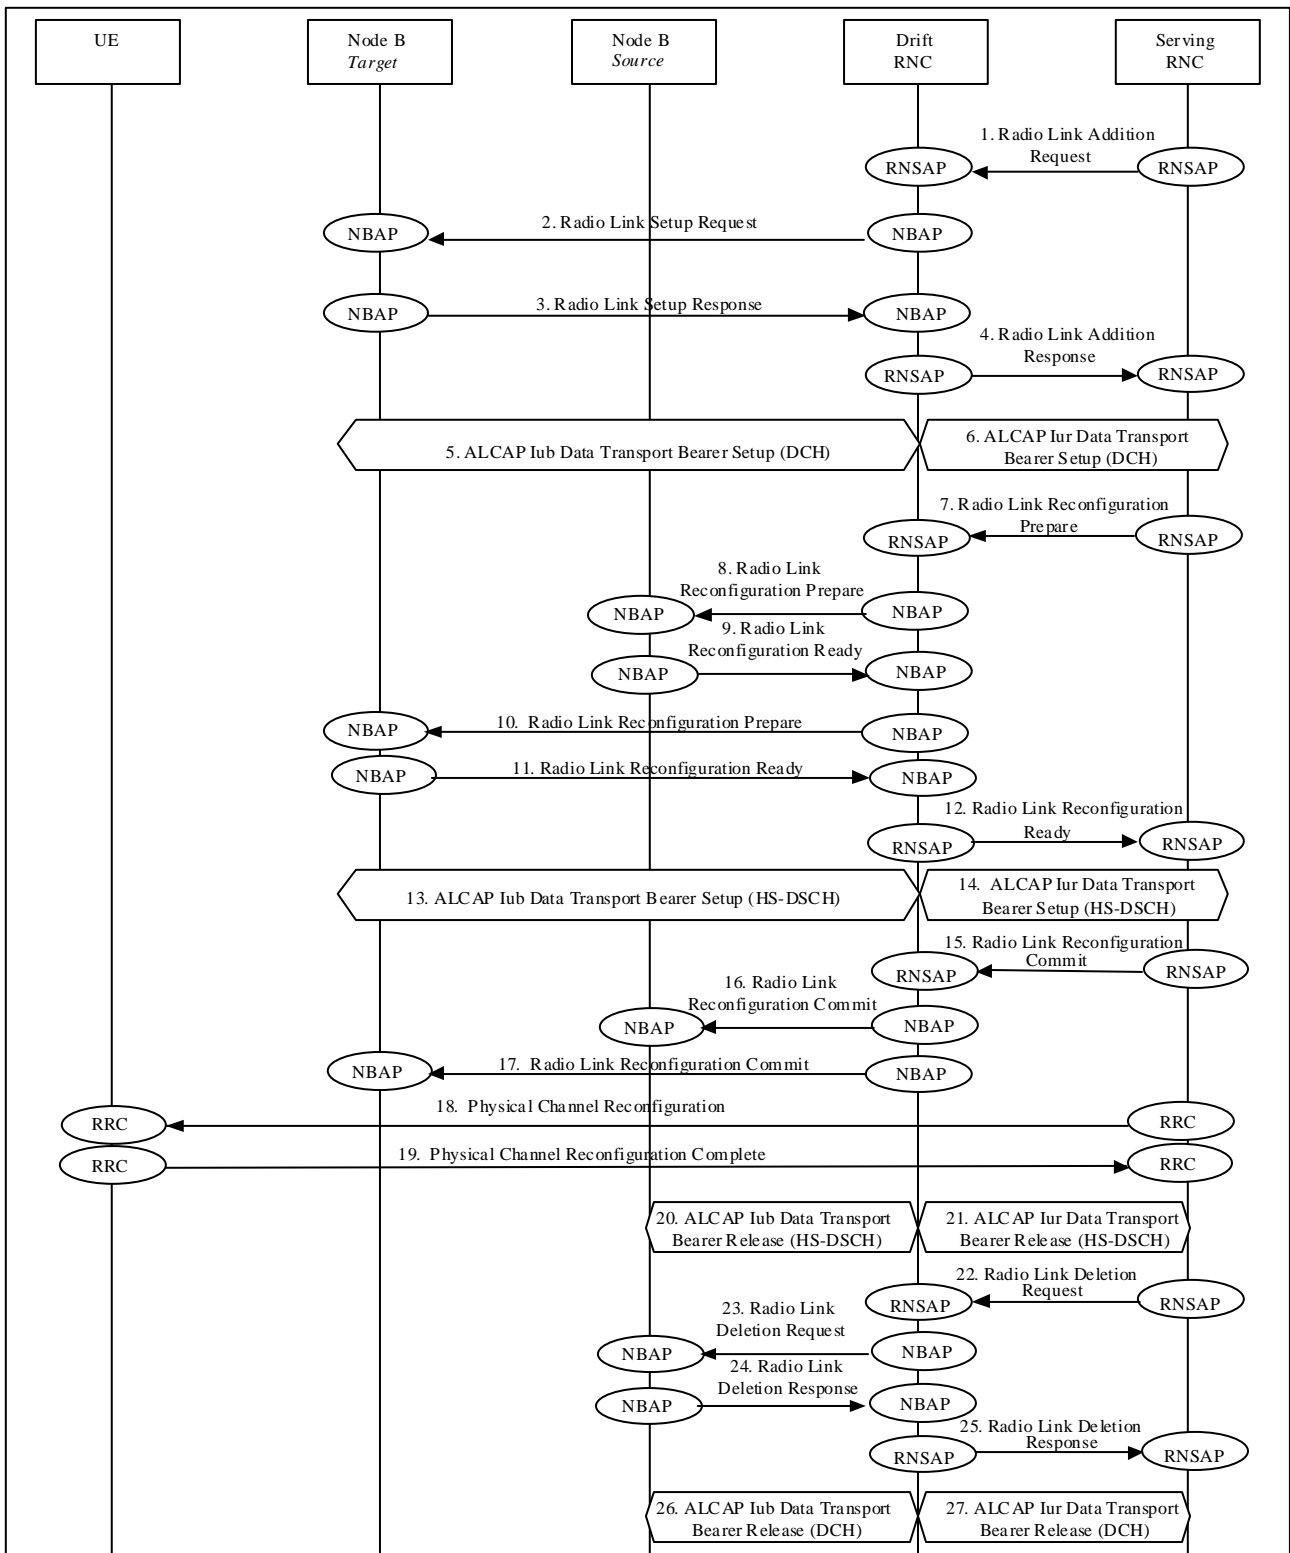 UE
Node B
Target
Node B
Source
Drift
RNC
Serving
RNC
1. Radio Link Addition
Request
RNSAP
RNSAP
2. Radio Link Setup Request
NBAP
NBAP
3. Radio Link Setup Response
NBAP
NBAP
4. Radio Link Addition
Response
RNSAP
RNSAP
5. ALCAP Iub Data Transport Bearer Setup (DCH)
6. ALCAP Iur Data Transport
Bearer Setup (DCH)
7. Radio Link Reconfiguration
Prepare
RNSAP
RNSAP
8. Radio Link
Reconfiguration Prepare
NBAP
NBAP
9. Radio Link
Reconfiguration Ready
NBAP
NBAP
10. Radio Link Reconfiguration Prepare
NBAP
NBAP
11. Radio Link Reconfiguration Ready
NBAP
NBAP
12. Radio Link Reconfiguration
Ready
RNSAP
RNSAP
13. ALCAP Iub Data Transport Bearer Setup (HS-DSCH)
14. ALCAP Iur Data Transport
Bearer Setup (HS-DSCH)
15. Radio Link Reconfiguration
Commit
RNSAP
RNSAP
16. Radio Link
Reconfiguration Commit
NBAP
NBAP
17. Radio Link Reconfiguration Commit
NBAP
NBAP
18. Physical Channel Reconfiguration
RRC
RRC
19. Physical Channel Reconfiguration Complete
RRC
RRC
20. ALCAP Iub Data Transport
Bearer Release (HS-DSCH)
21. ALCAP Iur Data Transport
Bearer Release (HS-DSCH)
22. Radio Link Deletion
Request
RNSAP
RNSAP
23. Radio Link
Deletion Request
NBAP
NBAP
24. Radio Link
Deletion Response
NBAP
NBAP
25. Radio Link Deletion
Response
RNSAP
RNSAP
26. ALCAP Iub Data Transport
Bearer Release (DCH)
27. ALCAP Iur Data Transport
Bearer Release (DCH)